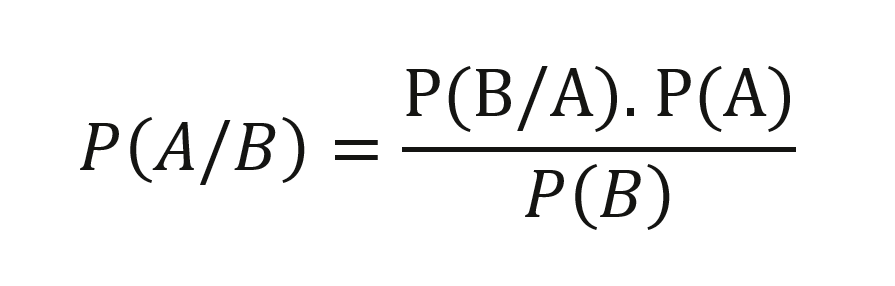 P(A/B) = P(B/A). P(A)
P(B)